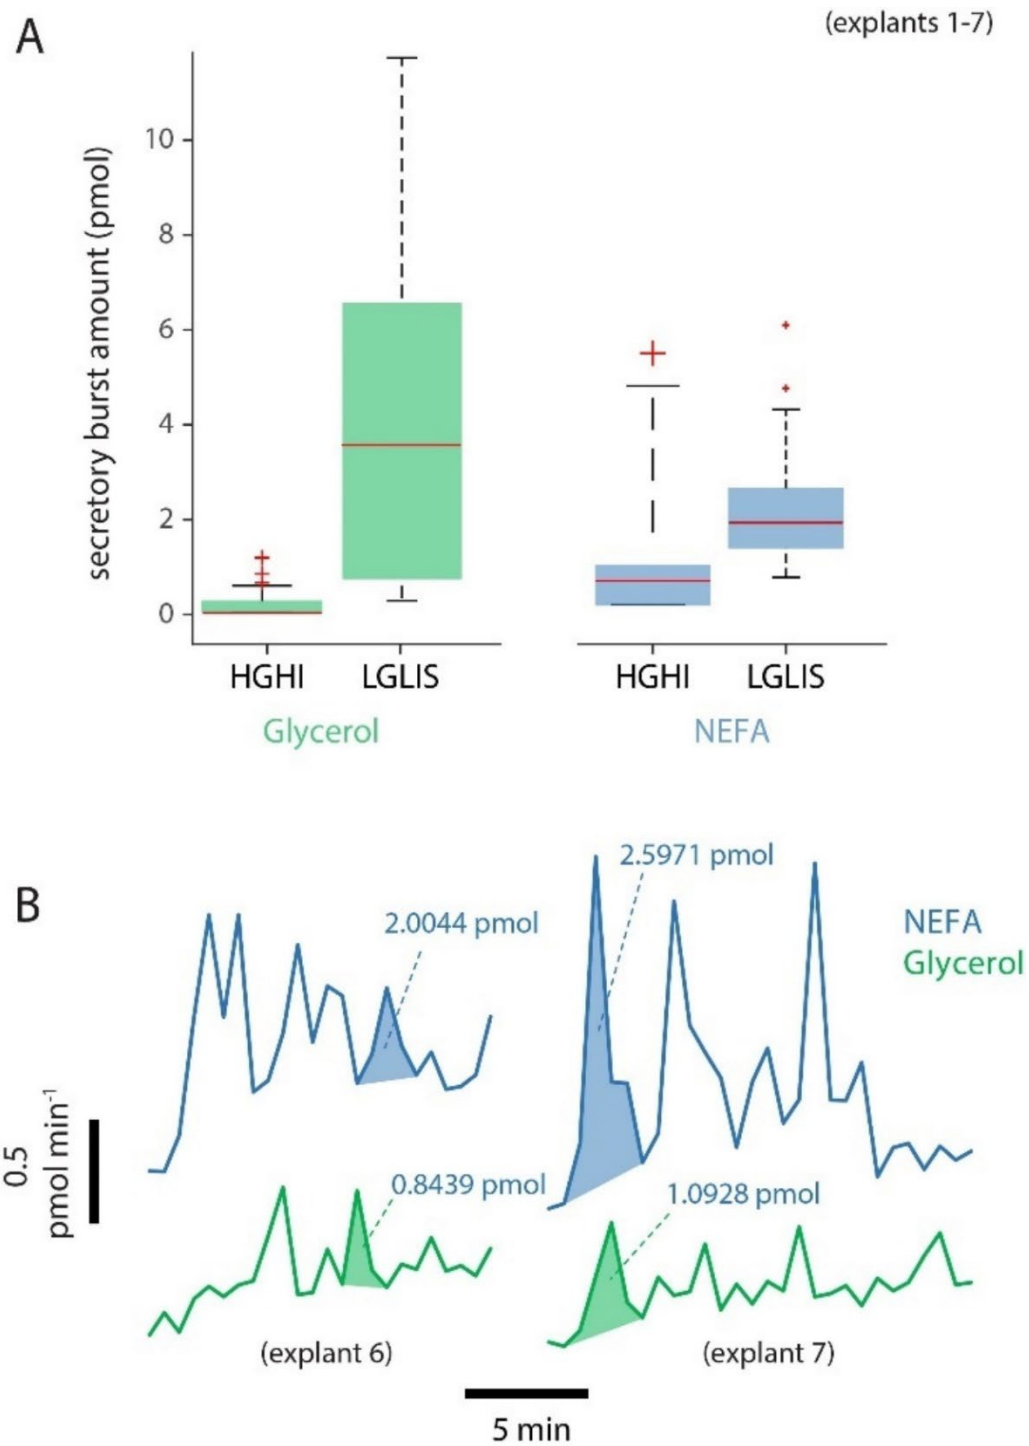 A
(explants 1-7)
secretory burst amount (pmol)
10
8
6
4
2
0
HGHI
LGLIS
HGHI
LGLIS
Glycerol
NEFA
B
2.5971 pmol
2.0044 pmol
NEFA
Glycerol
0.5
pmol min⁻¹
0.8439 pmol
1.0928 pmol
(explant 6)
(explant 7)
5 min